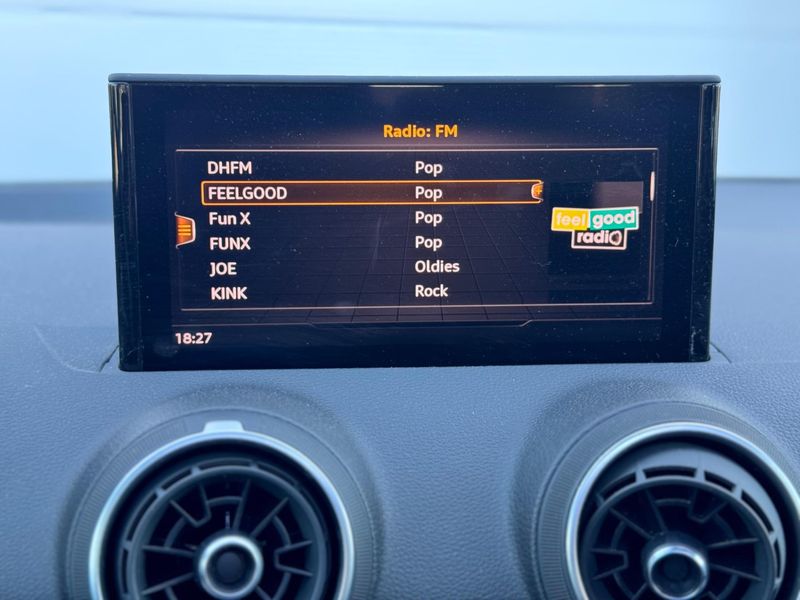 Radio: FM
DHFM Pop
FEELGOOD Pop
Fun X Pop
FUNX Pop
JOE Oldies
KINK Rock
feel good
radio
18:27